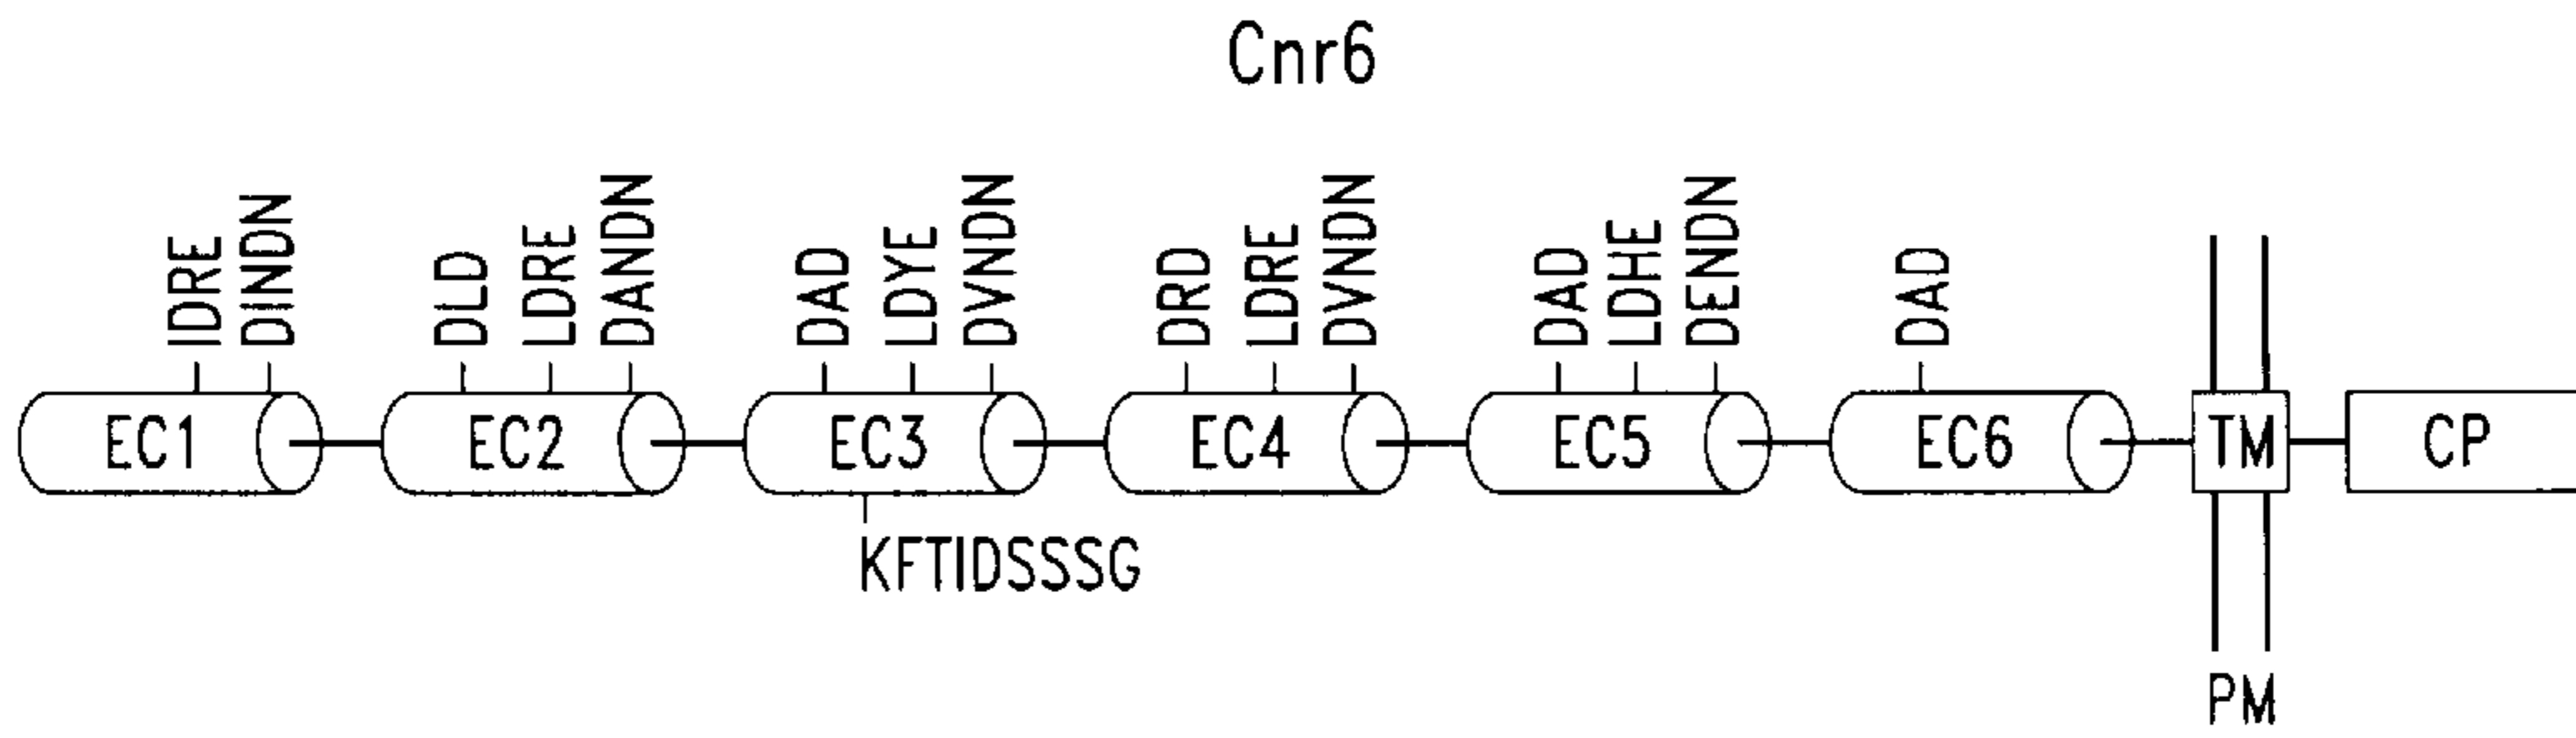 Cnr6
IDRE
DINDN
DLD
LDRE
DANDN
DAD
LDYE
DVNDN
DRD
LDRE
DVNDN
DAD
LDHE
DENDN
DAD
EC1
EC2
EC3
EC4
EC5
EC6
TM
CP
KFTIDSSSG
PM